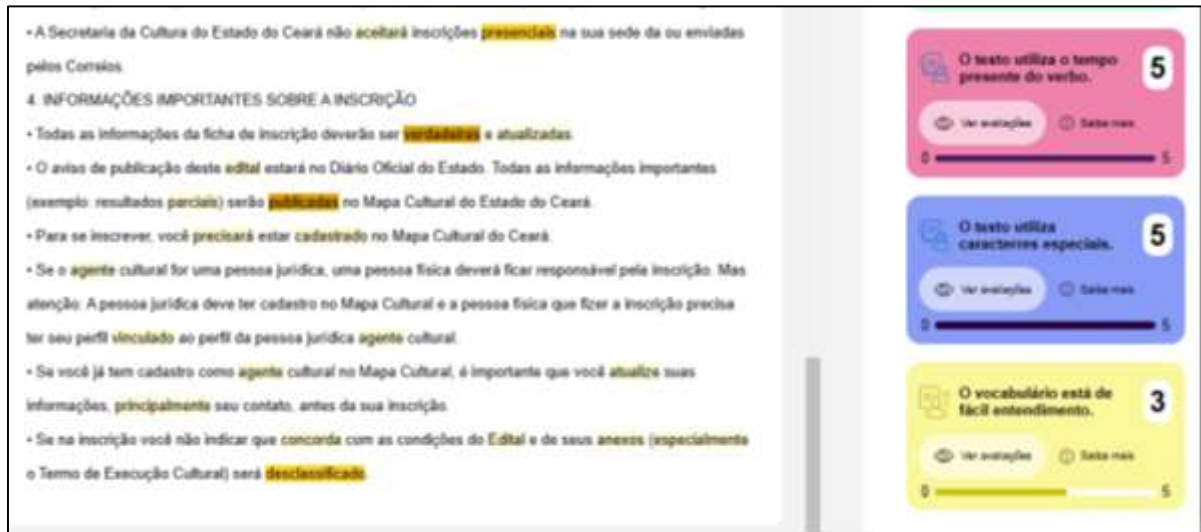 • A Secretaria da Cultura do Estado do Ceará não aceitará inscrições presenciais na sua sede da ou enviadas
pelos Correios.
4. INFORMAÇÕES IMPORTANTES SOBRE A INSCRIÇÃO
• Todas as informações da ficha de inscrição deverão ser verdadeiras e atualizadas.
• O aviso de publicação deste edital estará no Diário Oficial do Estado. Todas as informações importantes
(exemplo: resultados parciais) serão publicadas no Mapa Cultural do Estado do Ceará.
• Para se inscrever, você precisará estar cadastrado no Mapa Cultural do Ceará.
• Se o agente cultural for uma pessoa jurídica, uma pessoa física deverá ficar responsável pela inscrição. Mas
atenção: A pessoa jurídica deve ter cadastro no Mapa Cultural e a pessoa física que fizer a inscrição precisa
ter seu perfil vinculado ao perfil da pessoa jurídica agente cultural.
• Se você já tem cadastro como agente cultural no Mapa Cultural, é importante que você atualize suas
informações, principalmente seu contato, antes da sua inscrição.
• Se na inscrição você não indicar que concorda com as condições do Edital e de seus anexos (especialmente
o Termo de Execução Cultural) será desclassificado.
O texto utiliza o tempo
presente do verbo.
5
Ver avaliações
Saiba mais
0
5
O texto utiliza
caracterres especiais.
5
Ver avaliações
Saiba mais
0
5
O vocabulário está de
fácil entendimento.
3
Ver avaliações
Saiba mais
0
5